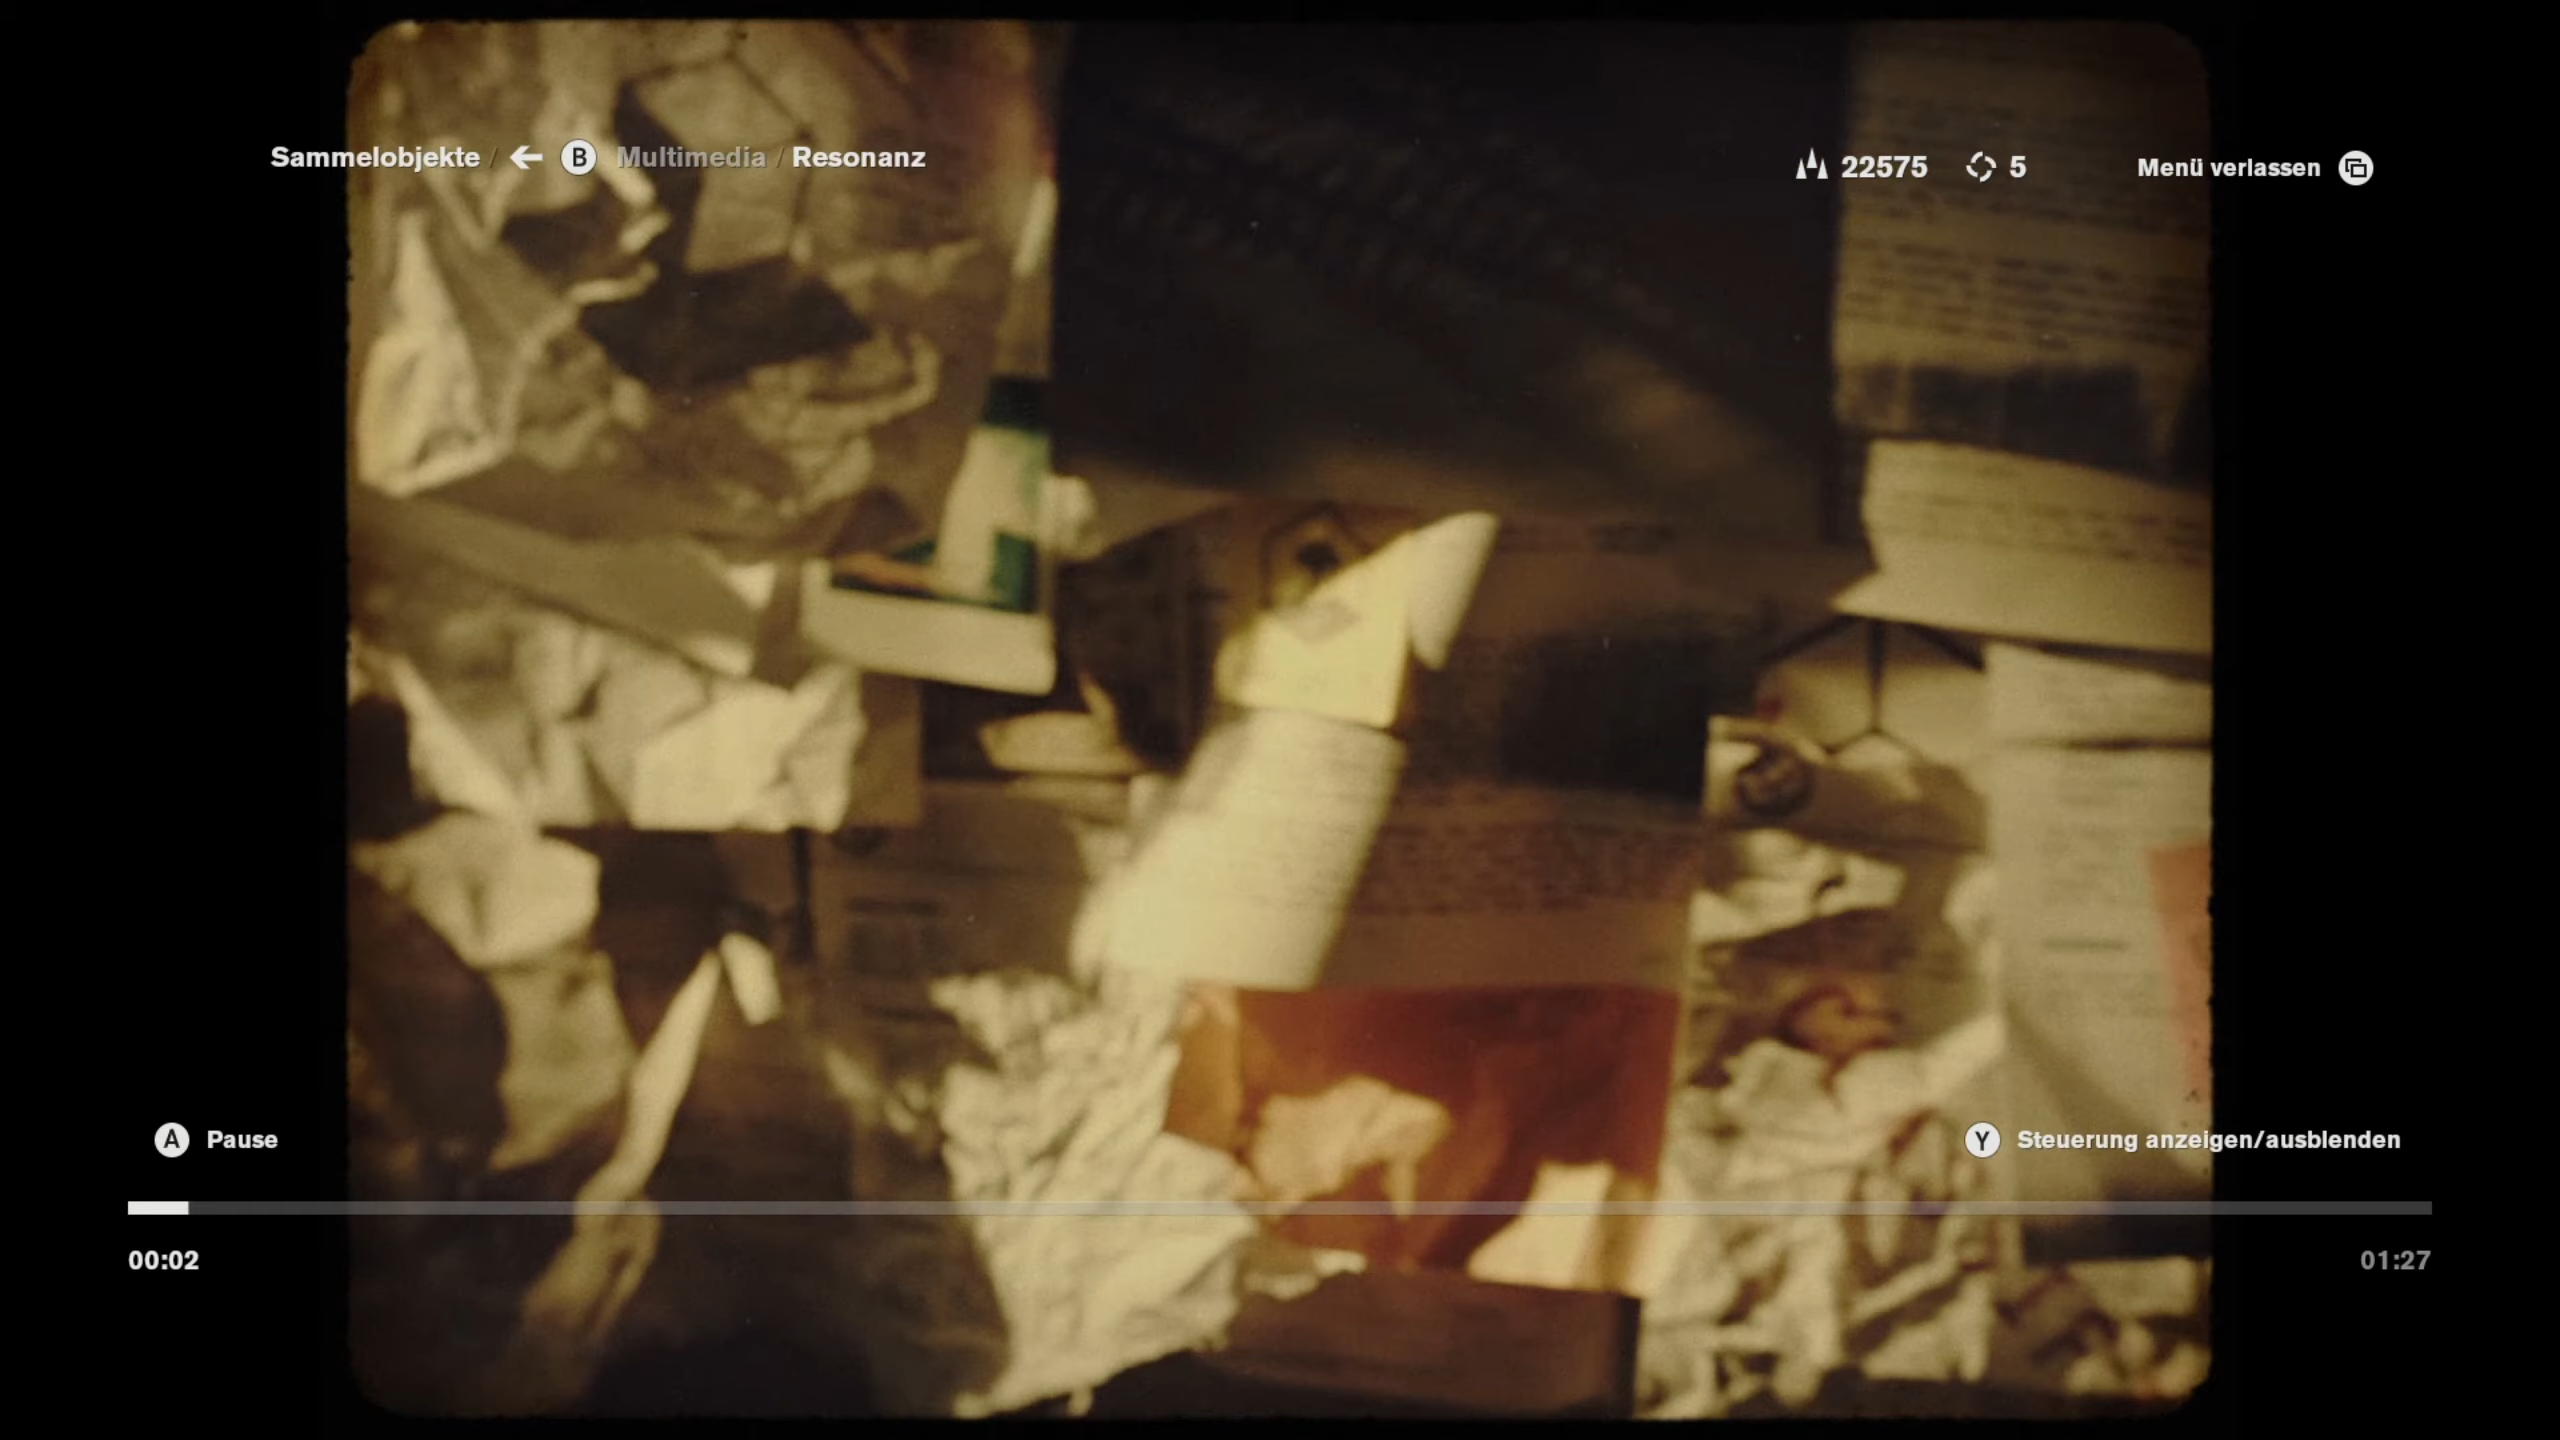 Sammelobjekte / B Multimedia / Resonanz
22575 5 Menü verlassen
A Pause
Y Steuerung anzeigen/ausblenden
00:02
01:27